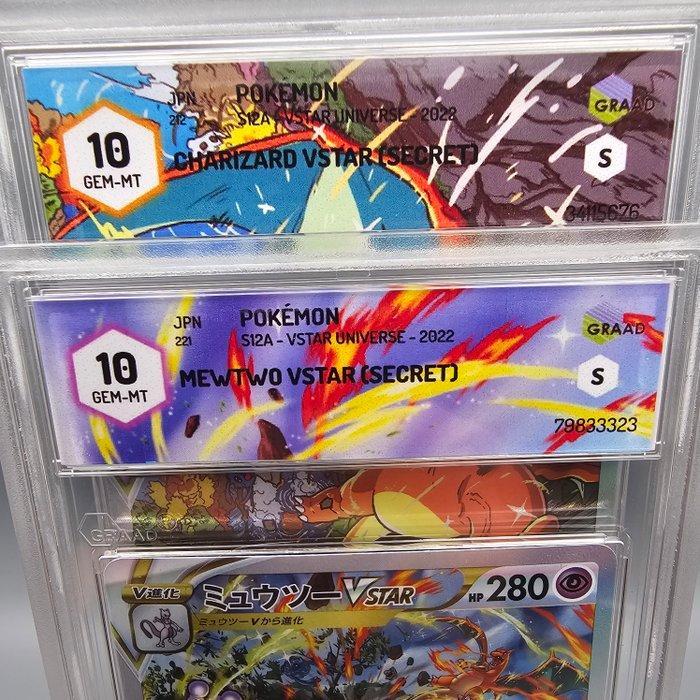 JPN POKÉMON GRAAD
212 S12A - VSTAR UNIVERSE - 2022
10
GEM-MT
CHARIZARD VSTAR (SECRET) S
34115676
JPN POKÉMON GRAAD
221 S12A - VSTAR UNIVERSE - 2022
10
GEM-MT
MEWTWO VSTAR (SECRET) S
79833323
GRAAD
V進化 ミュウツーVSTAR HP 280
ミュウツーVから進化